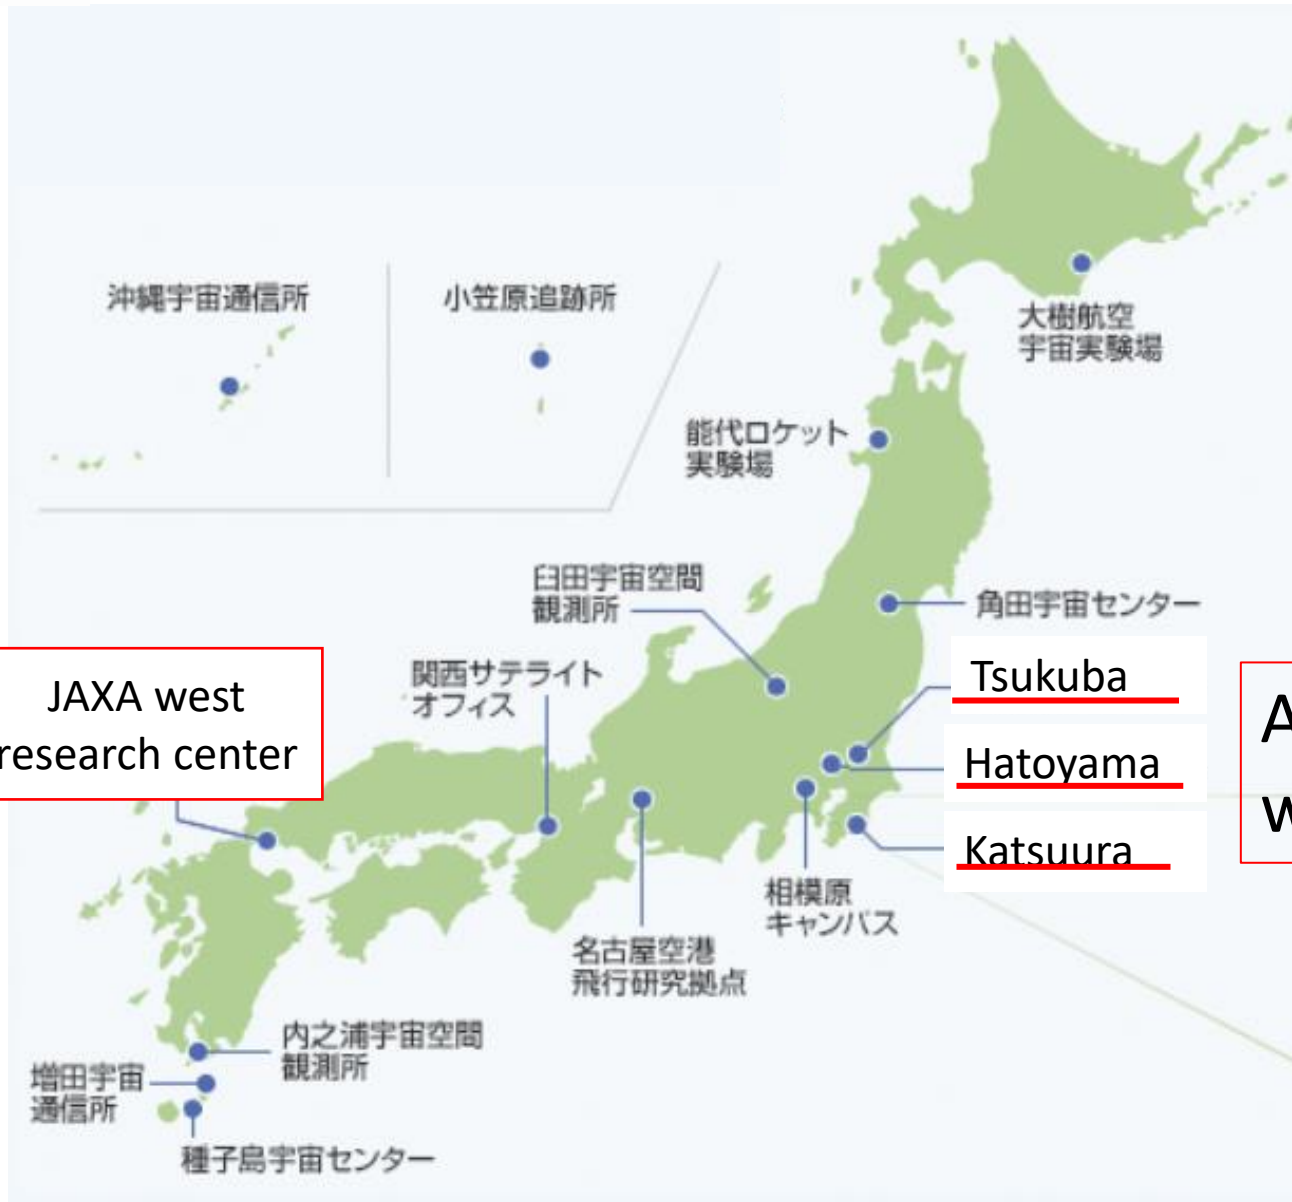 沖縄宇宙通信所
小笠原追跡所
大樹航空
宇宙実験場
能代ロケット
実験場
臼田宇宙空間
観測所
角田宇宙センター
関西サテライト
オフィス
JAXA west
research center
Tsukuba
Hatoyama
Katsuura
A
w
相模原
キャンパス
名古屋空港
飛行研究拠点
内之浦宇宙空間
観測所
増田宇宙
通信所
種子島宇宙センター